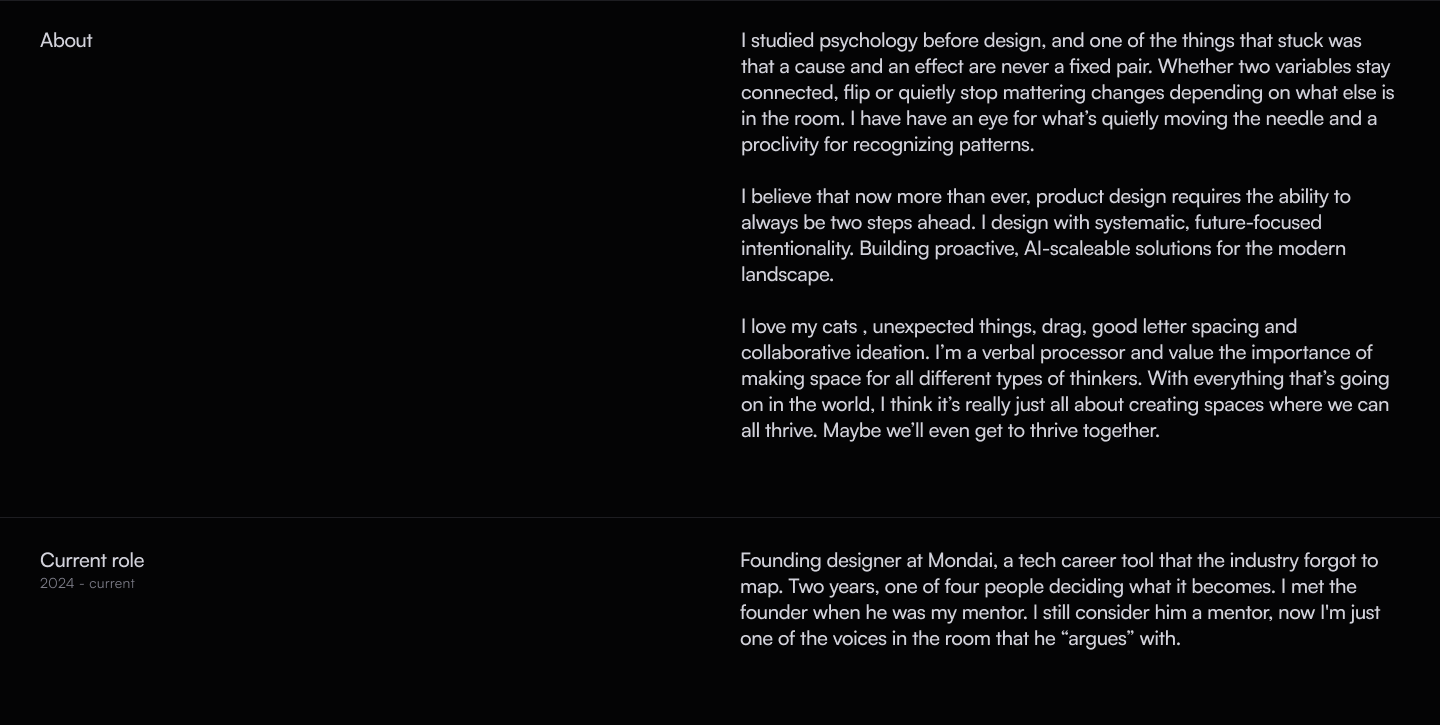 About
I studied psychology before design, and one of the things that stuck was
that a cause and an effect are never a fixed pair. Whether two variables stay
connected, flip or quietly stop mattering changes depending on what else is
in the room. I have have an eye for what’s quietly moving the needle and a
proclivity for recognizing patterns.
I believe that now more than ever, product design requires the ability to
always be two steps ahead. I design with systematic, future-focused
intentionality. Building proactive, AI-scaleable solutions for the modern
landscape.
I love my cats , unexpected things, drag, good letter spacing and
collaborative ideation. I’m a verbal processor and value the importance of
making space for all different types of thinkers. With everything that’s going
on in the world, I think it’s really just all about creating spaces where we can
all thrive. Maybe we’ll even get to thrive together.
Current role
2024 - current
Founding designer at Mondai, a tech career tool that the industry forgot to
map. Two years, one of four people deciding what it becomes. I met the
founder when he was my mentor. I still consider him a mentor, now I'm just
one of the voices in the room that he “argues” with.